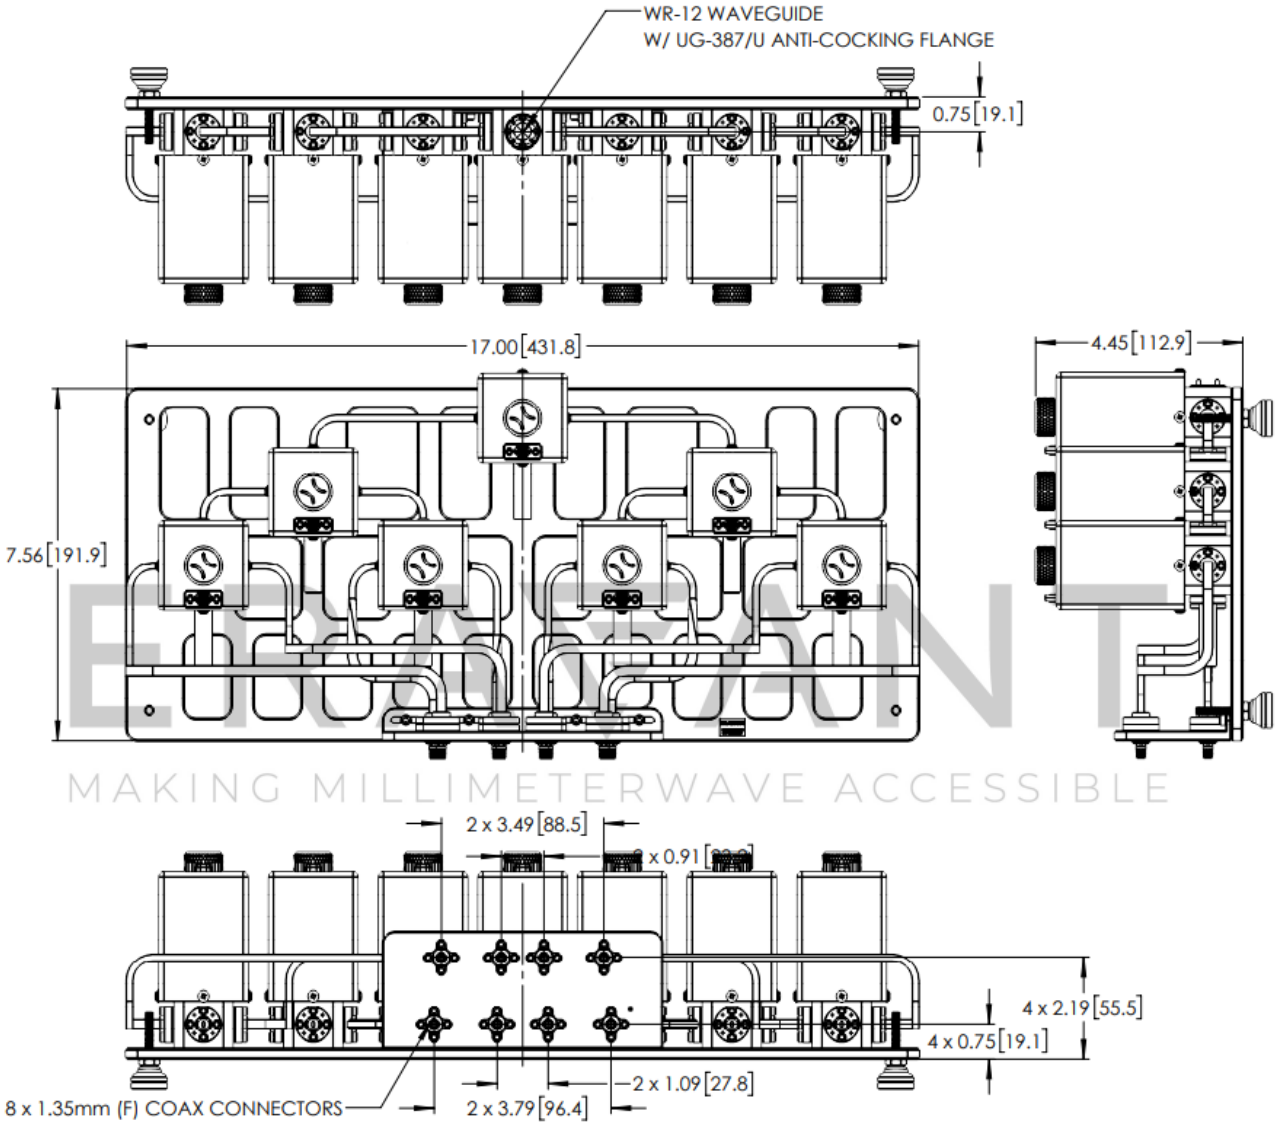 WR-12 WAVEGUIDE
W/ UG-387/U ANTI-COCKING FLANGE
0.75[19.1]
17.00[431.8]
4.45[112.9]
7.56[191.9]
ERAVANT
MAKING MILLIMETERWAVE ACCESSIBLE
2 x 3.49[88.5]
x 0.91
4 x 2.19[55.5]
4 x 0.75[19.1]
2 x 1.09[27.8]
8 x 1.35mm (F) COAX CONNECTORS
2 x 3.79[96.4]